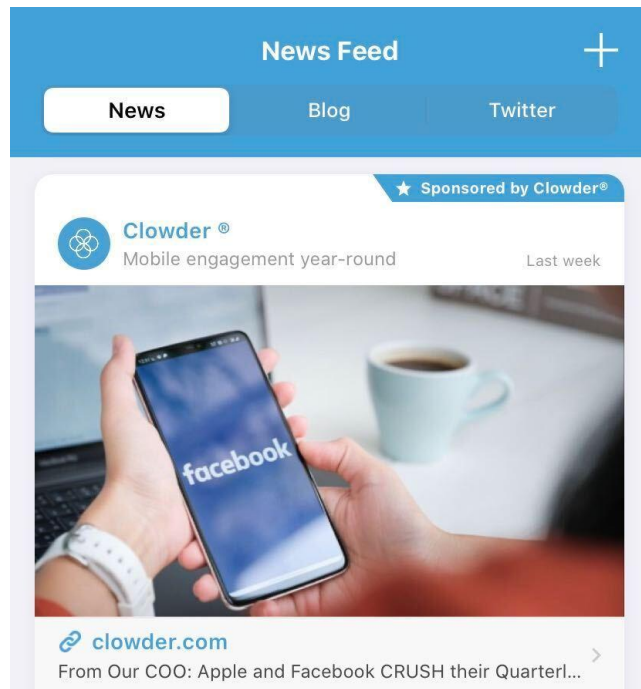 News Feed
News
Blog
Twitter
Sponsored by Clowder®
Clowder ®
Mobile engagement year-round
Last week
facebook
clowder.com
From Our COO: Apple and Facebook CRUSH their Quarterl...